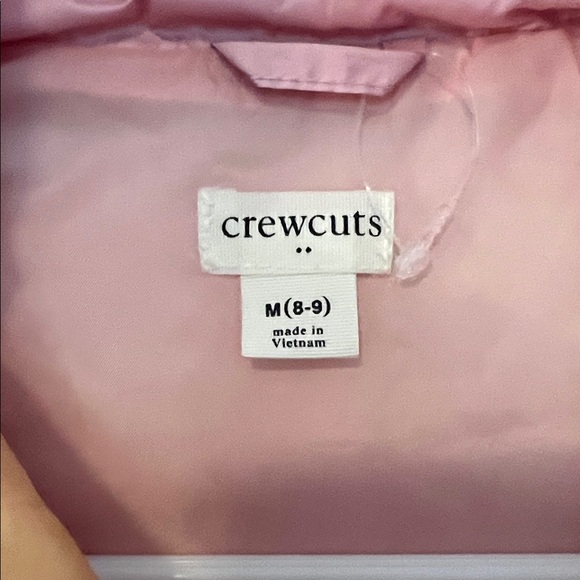 crewcuts
M(8-9)
made in
Vietnam